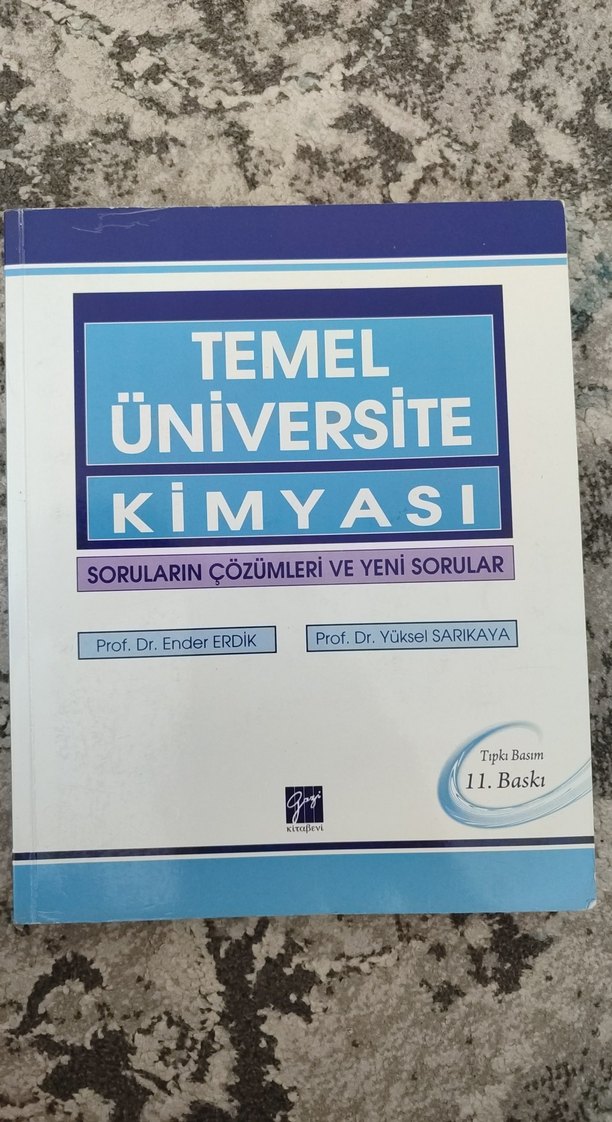 TEMEL
ÜNİVERSİTE
KİMYASI
SORULARIN ÇÖZÜMLERİ VE YENİ SORULAR
Prof. Dr. Ender ERDİK
Prof. Dr. Yüksel SARIKAYA
Tıpkı Basım
11. Baskı
gazi
kitabevi